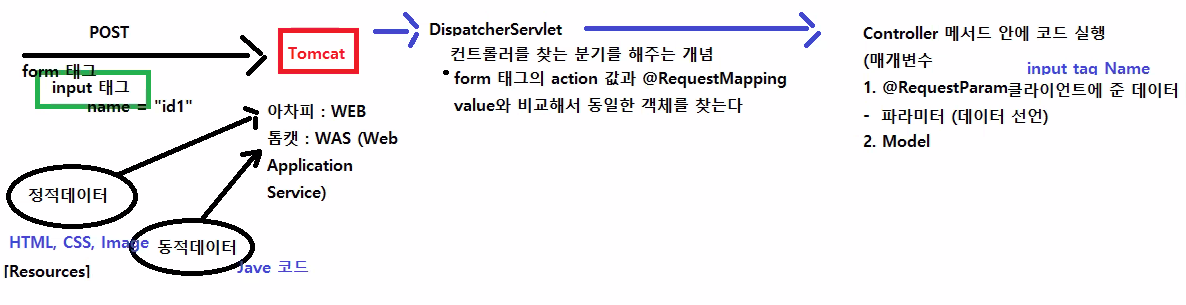 POST
form 태그
input 태그
name = "id1"
Tomcat
아차피 : WEB
톰캣 : WAS (Web
Application
Service)
정적데이터
HTML, CSS, Image
[Resources]
동적데이터
Jave 코드
DispatcherServlet
컨트롤러를 찾는 분기를 해주는 개념
form 태그의 action 값과 @RequestMapping
value와 비교해서 동일한 객체를 찾는다
Controller 메서드 안에 코드 실행
(매개변수
input tag Name
1. @RequestParam클라이언트에 준 데이터
- 파라미터 (데이터 선언)
2. Model